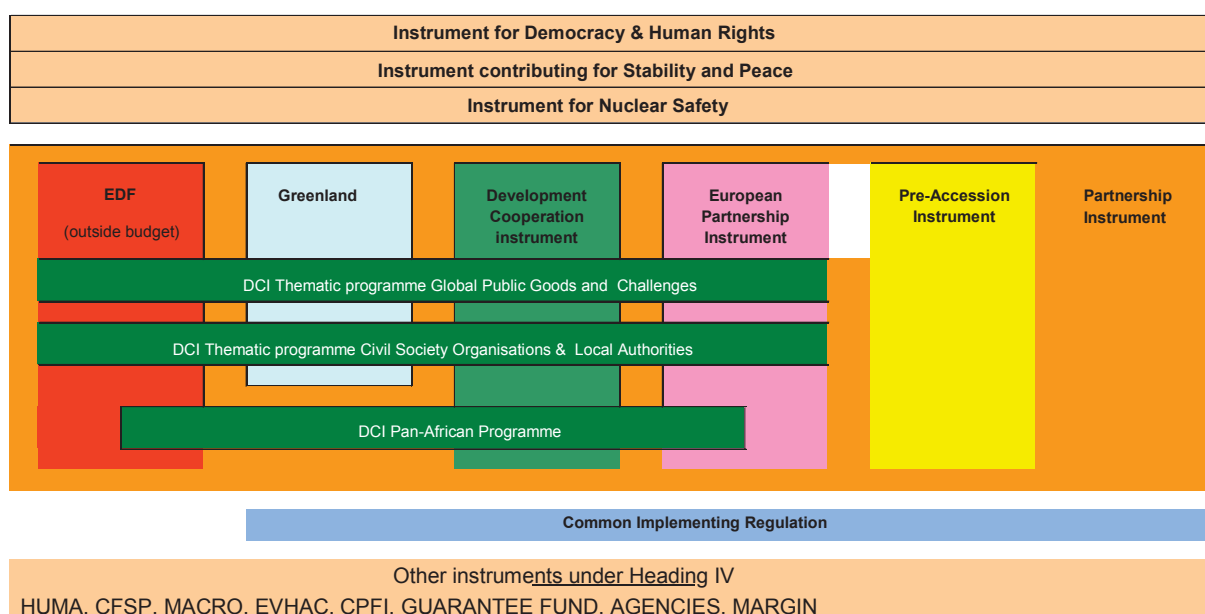 Instrument for Democracy & Human Rights
Instrument contributing for Stability and Peace
Instrument for Nuclear Safety
EDF
(outside budget)
Greenland
Development
Cooperation
instrument
European
Partnership
Instrument
Pre-Accession
Instrument
Partnership
Instrument
DCI Thematic programme Global Public Goods and Challenges
DCI Thematic programme Civil Society Organisations & Local Authorities
DCI Pan-African Programme
Common Implementing Regulation
Other instruments under Heading IV
HUMA, CFSP, MACRO, EVHAC, CPFI, GUARANTEE FUND, AGENCIES, MARGIN